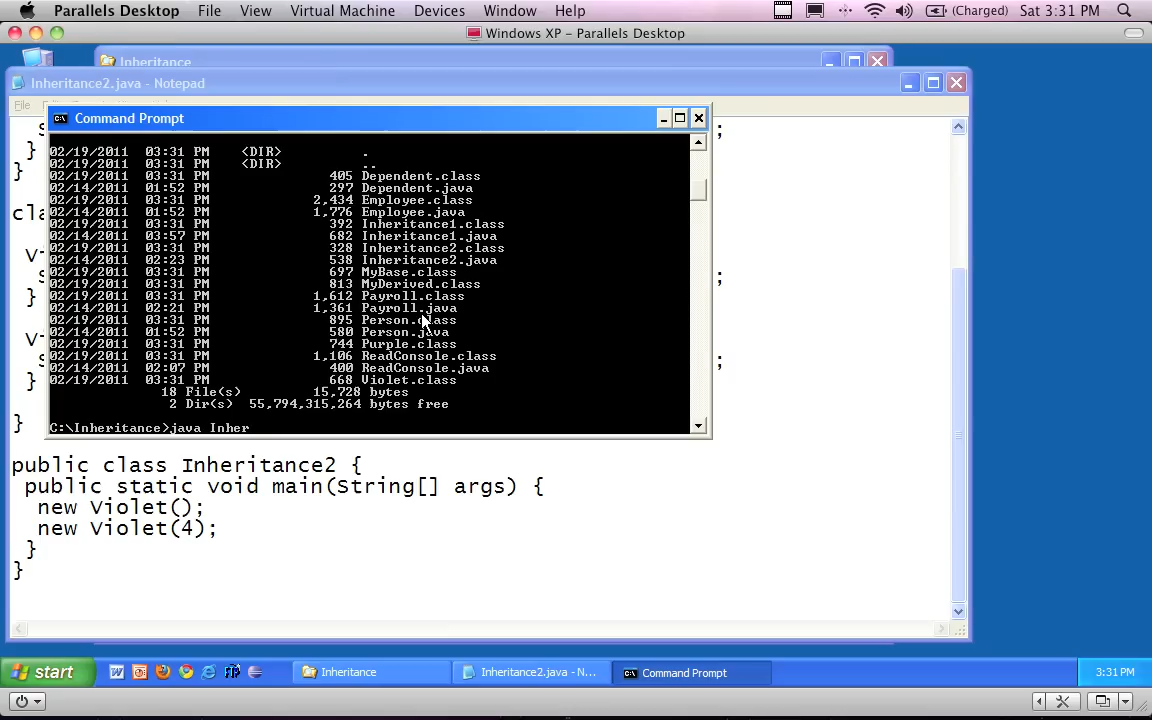 Parallels Desktop File View Virtual Machine Devices Window Help (Charged) Sat 3:31 PM
Windows XP - Parallels Desktop
Inheritance
Inheritance2.java - Notepad
File
Command Prompt
02/19/2011 03:31 PM <DIR> .
02/19/2011 03:31 PM <DIR> ..
02/19/2011 03:31 PM 405 Dependent.class
02/14/2011 01:52 PM 297 Dependent.java
02/19/2011 03:31 PM 2,434 Employee.class
02/14/2011 01:52 PM 1,776 Employee.java
02/19/2011 03:31 PM 392 Inheritance1.class
02/14/2011 03:57 PM 682 Inheritance1.java
02/19/2011 03:31 PM 328 Inheritance2.class
02/14/2011 02:23 PM 538 Inheritance2.java
02/19/2011 03:31 PM 697 MyBase.class
02/19/2011 03:31 PM 813 MyDerived.class
02/19/2011 03:31 PM 1,612 Payroll.class
02/14/2011 02:21 PM 1,361 Payroll.java
02/19/2011 03:31 PM 895 Person.class
02/14/2011 01:52 PM 580 Person.java
02/19/2011 03:31 PM 744 Purple.class
02/19/2011 03:31 PM 1,106 ReadConsole.class
02/14/2011 02:07 PM 400 ReadConsole.java
02/19/2011 03:31 PM 668 Violet.class
18 File(s) 15,728 bytes
2 Dir(s) 55,794,315,264 bytes free
C:\Inheritance>java Inher
;
}
}
;
}
;
}
}
public class Inheritance2 {
public static void main(String[] args) {
new Violet();
new Violet(4);
}
}
start Inheritance Inheritance2.java - N... Command Prompt 3:31 PM